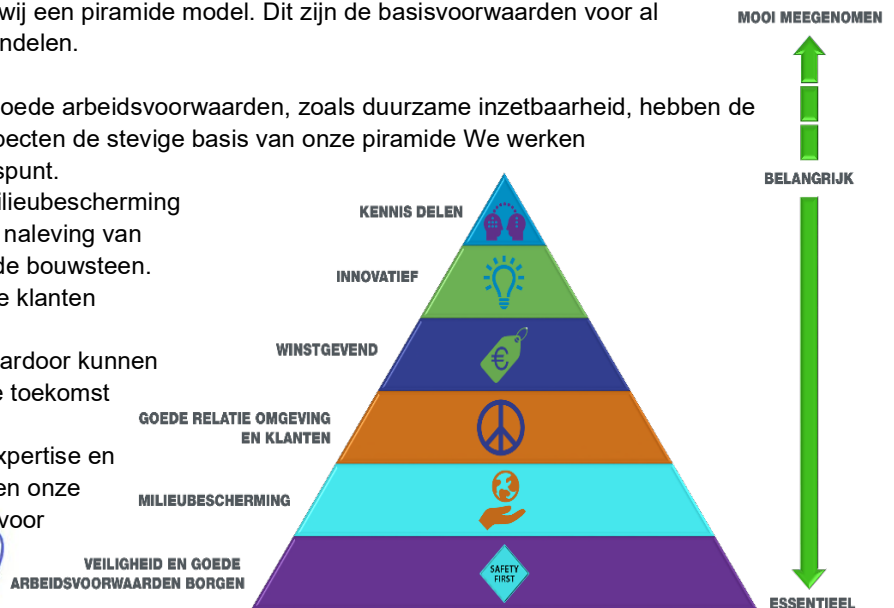 wij een piramide model. Dit zijn de basisvoorwaarden voor al
ndelen.
oede arbeidsvoorwaarden, zoals duurzame inzetbaarheid, hebben de
pecten de stevige basis van onze piramide We werken
spunt.
ilieubescherming
naleving van
de bouwsteen.
e klanten
ardoor kunnen
e toekomst
xpertise en
en onze
voor
MOOI MEEGENOMEN
BELANGRIJK
ESSENTIEEL
KENNIS DELEN
INNOVATIEF
WINSTGEVEND
€
GOEDE RELATIE OMGEVING
EN KLANTEN
MILIEUBESCHERMING
VEILIGHEID EN GOEDE
ARBEIDSVOORWAARDEN BORGEN
SAFETY
FIRST